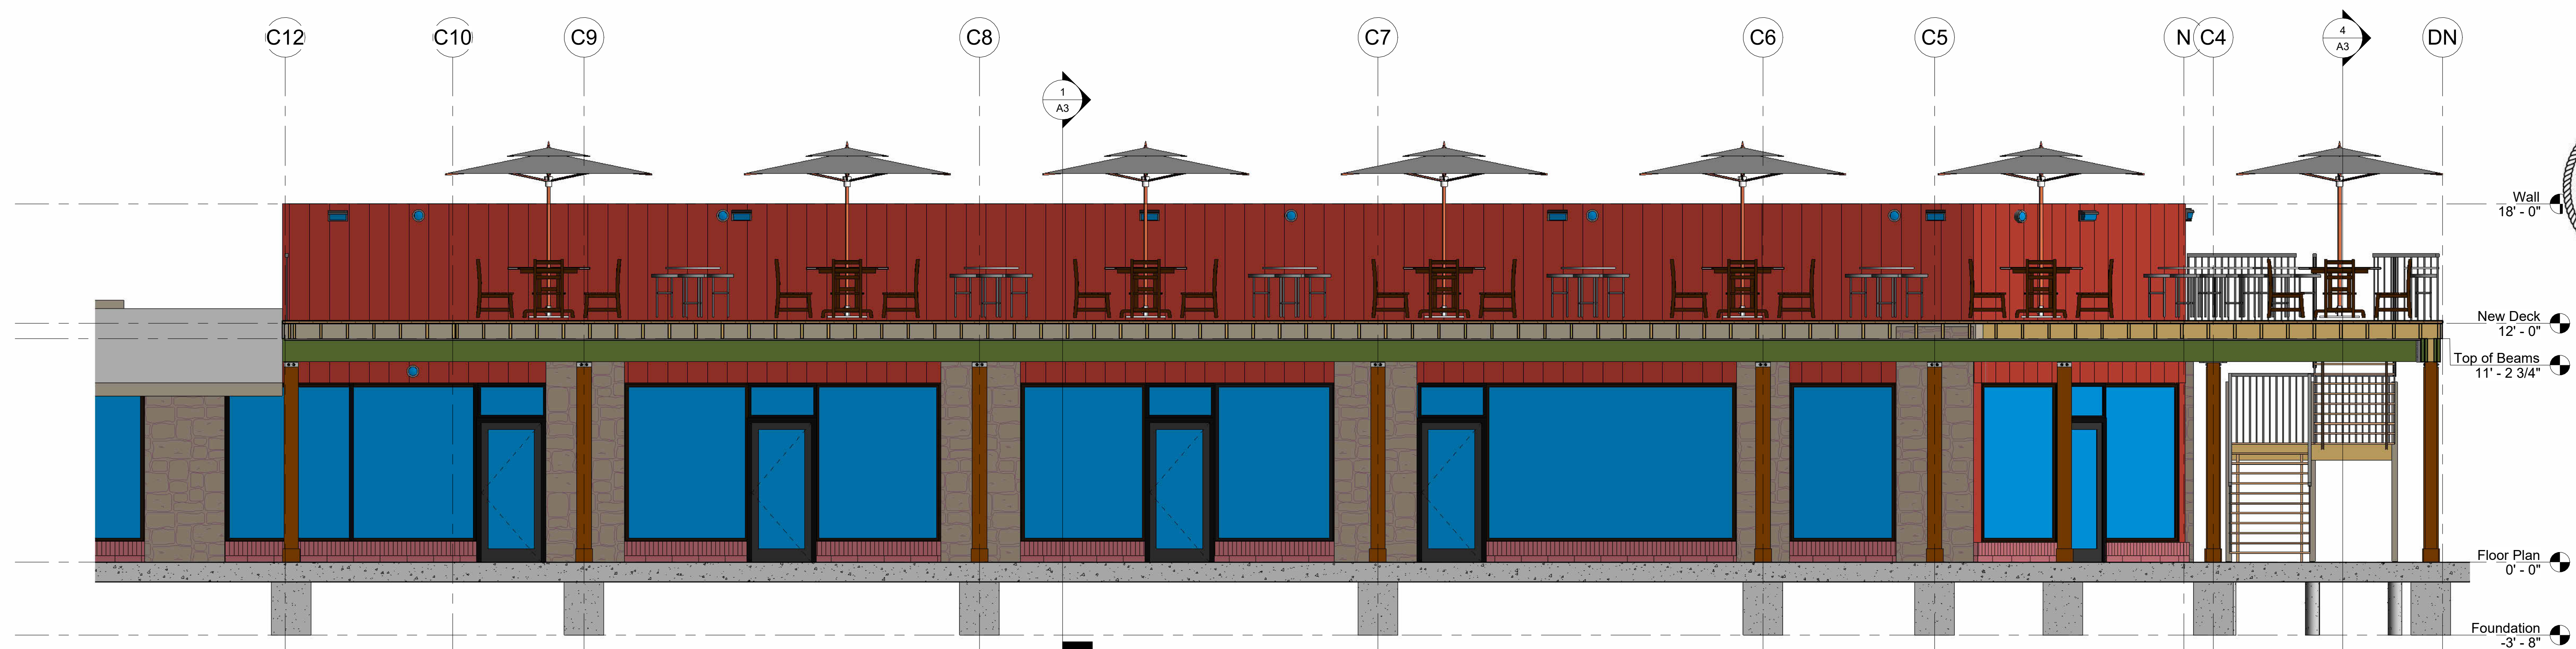 C12
C10
C9
C8
C7
C6
C5
N
C4
4
A3
DN
1
A3
Wall
18' - 0"
New Deck
12' - 0"
Top of Beams
11' - 2 3/4"
Floor Plan
0' - 0"
Foundation
-3' - 8"